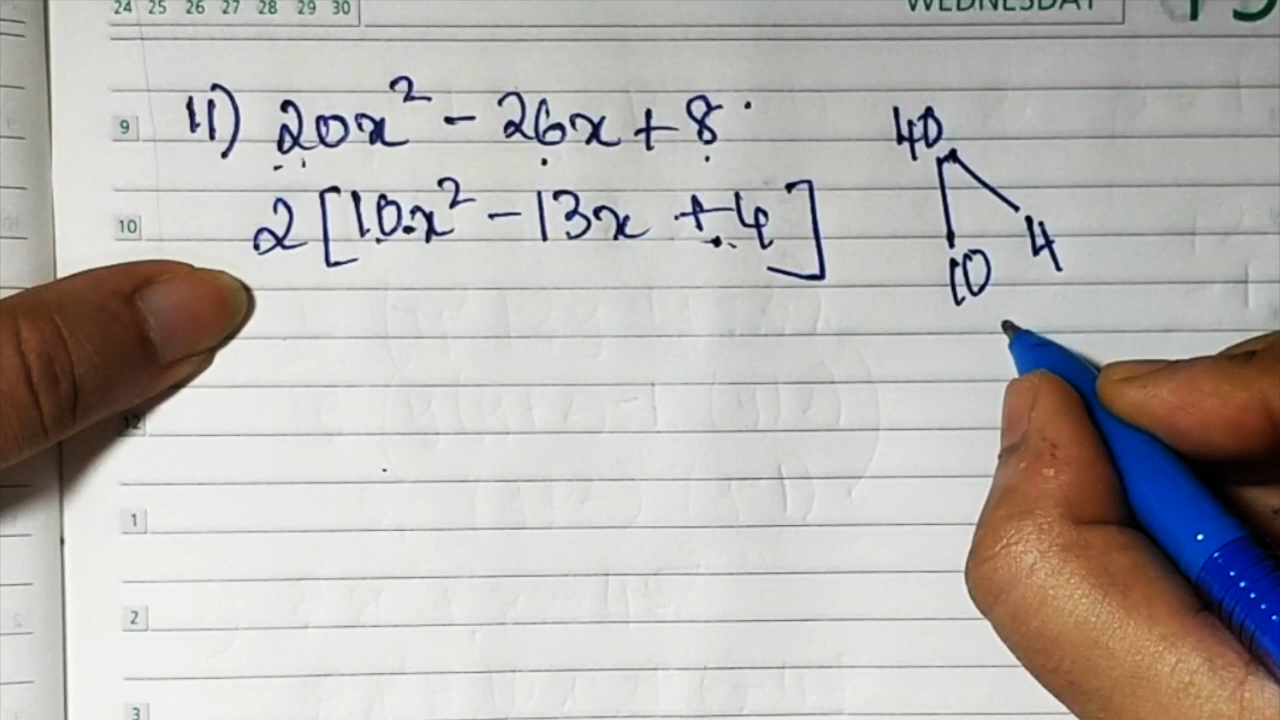 24 25 26 27 28 29 30
WEDNESDAY
11) 20x² - 26x + 8
2[10x² - 13x + 4]
40
10 4
9
10
12
1
2
3